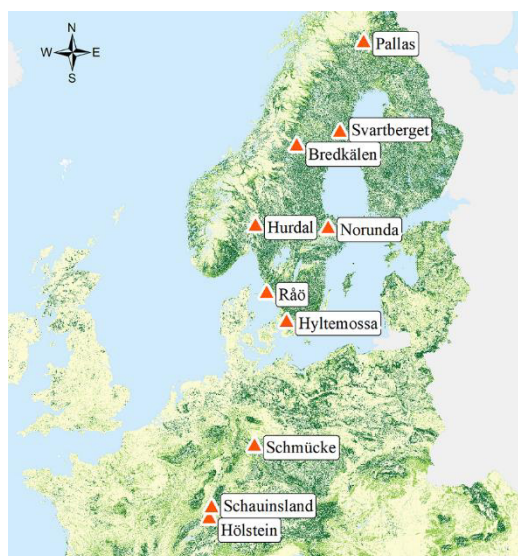 N
W E
S
Pallas
Svartberget
Bredkälen
Hurdal
Norunda
Råö
Hyltemossa
Schmücke
Schauinsland
Hölstein